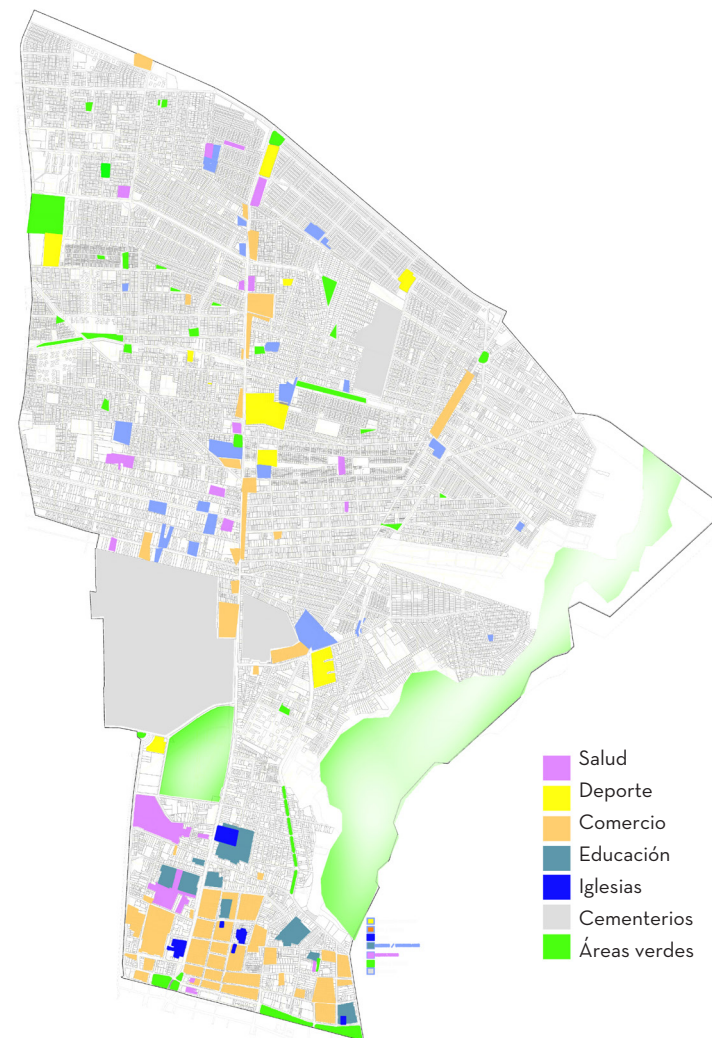 Salud
Deporte
Comercio
Educación
Iglesias
Cementerios
Áreas verdes